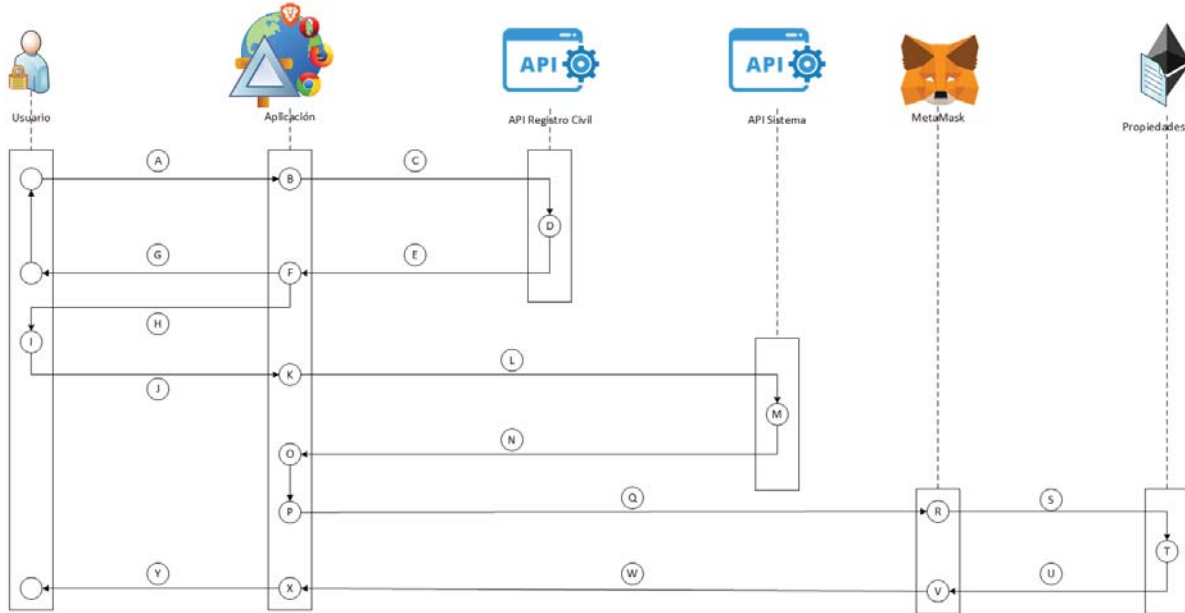 API
API
Usuario
Aplicación
API Registro Civil
API Sistema
MetaMask
Propiedades
A
B
C
D
G
F
E
H
I
J
K
L
M
N
O
P
Q
R
S
T
Y
X
W
V
U